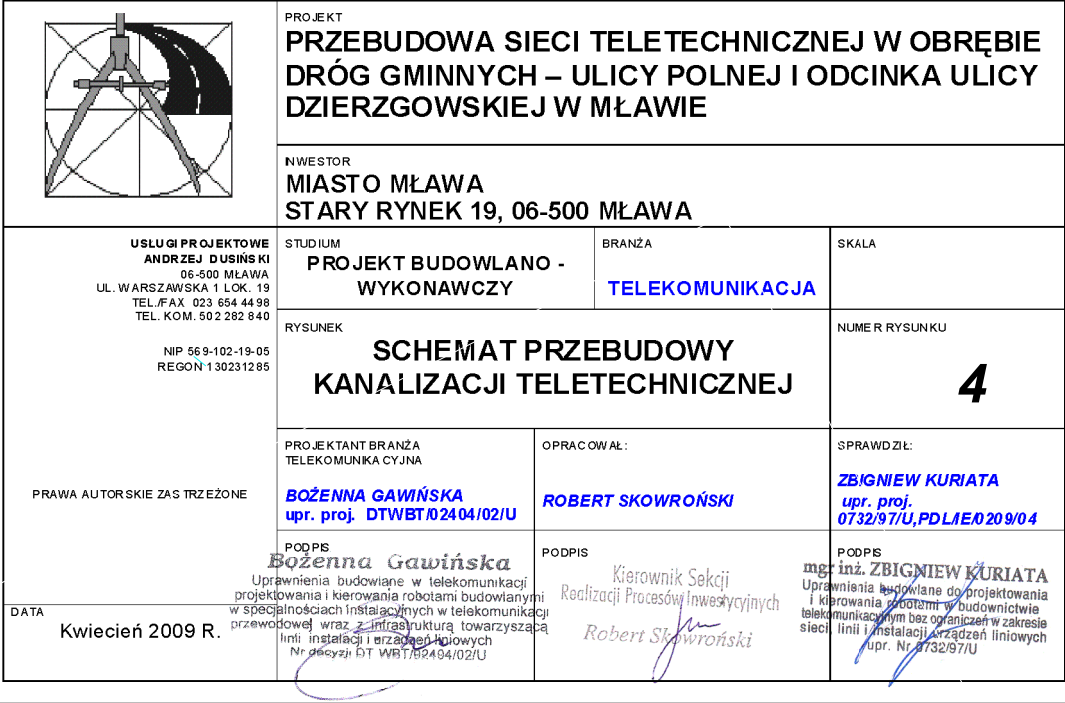 PROJEKT
PRZEBUDOWA SIECI TELETECHNICZNEJ W OBRĘBIE
DRÓG GMINNYCH – ULICY POLNEJ I ODCINKA ULICY
DZIERZGOWSKIEJ W MŁAWIE
INWESTOR
MIASTO MŁAWA
STARY RYNEK 19, 06-500 MŁAWA
USŁUGI PROJEKTOWE
ANDRZEJ DUSIŃSKI
06-500 MŁAWA
UL. WARSZAWSKA 1 LOK. 19
TEL./FAX 023 654 44 98
TEL. KOM. 502 282 840
NIP 569-102-19-05
REGON 130231285
PRAWA AUTORSKIE ZASTRZEŻONE
DATA
Kwiecień 2009 R.
STUDIUM
PROJEKT BUDOWLANO -
WYKONAWCZY
BRANŻA
TELEKOMUNIKACJA
SKALA
RYSUNEK
SCHEMAT PRZEBUDOWY
KANALIZACJI TELETECHNICZNEJ
NUMER RYSUNKU
4
PROJEKTANT BRANŻA
TELEKOMUNIKACYJNA
BOŻENNA GAWIŃSKA
upr. proj. DTWBT/02404/02/U
OPRACOWAŁ:
ROBERT SKOWROŃSKI
SPRAWDZIŁ:
ZBIGNIEW KURIATA
upr. proj.
0732/97/U,PDL/IE/0209/04
PODPIS
Bożenna Gawińska
Uprawnienia budowlane w telekomunikacji
projektowania i kierowania robotami budowlanymi
w specjalnościach instalacyjnych w telekomunikacji
przewodowej wraz z infrastrukturą towarzyszącą
linii instalacji i urządzeń liniowych
Nr decyzji DT WBT/02404/02/U
PODPIS
Kierownik Sekcji
Realizacji Procesów Inwestycyjnych
Robert Skowroński
PODPIS
mgr inż. ZBIGNIEW KURIATA
Uprawnienia budowlane do projektowania
i kierowania robotami w budownictwie
telekomunikacyjnym bez ograniczeń w zakresie
sieci, linii i instalacji urządzeń liniowych
upr. Nr 0732/97/U